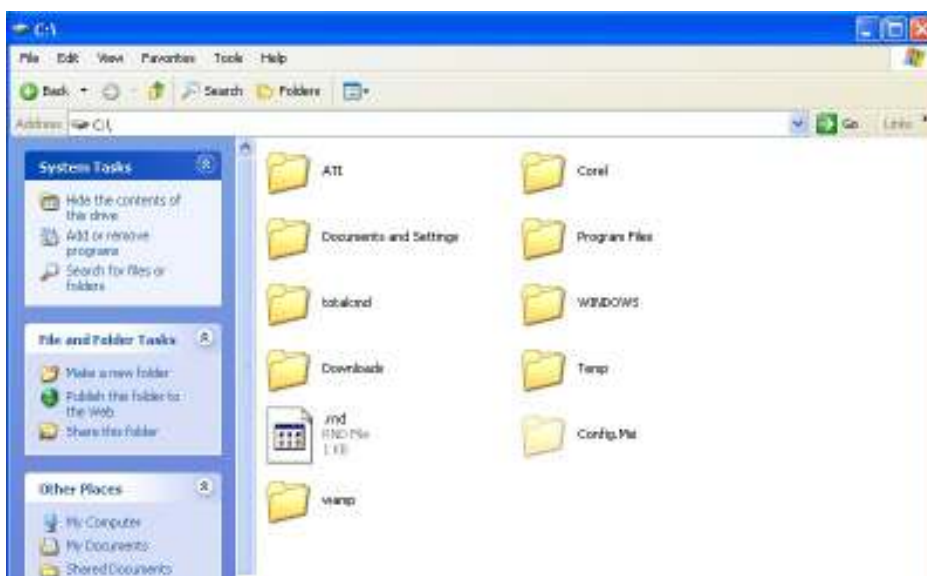 C:\
File Edit View Favorites Tools Help
Back Search Folders
Address C:\ Go Links
System Tasks
Hide the contents of
this drive
Add or remove
programs
Search for files or
folders
File and Folder Tasks
Make a new folder
Publish this folder to
the Web
Share this folder
Other Places
My Computer
My Documents
Shared Documents
ATI
Corel
Documents and Settings
Program Files
totalcmd
WINDOWS
Downloads
Temp
.rnd
RND File
1 KB
Config.Msi
wamp